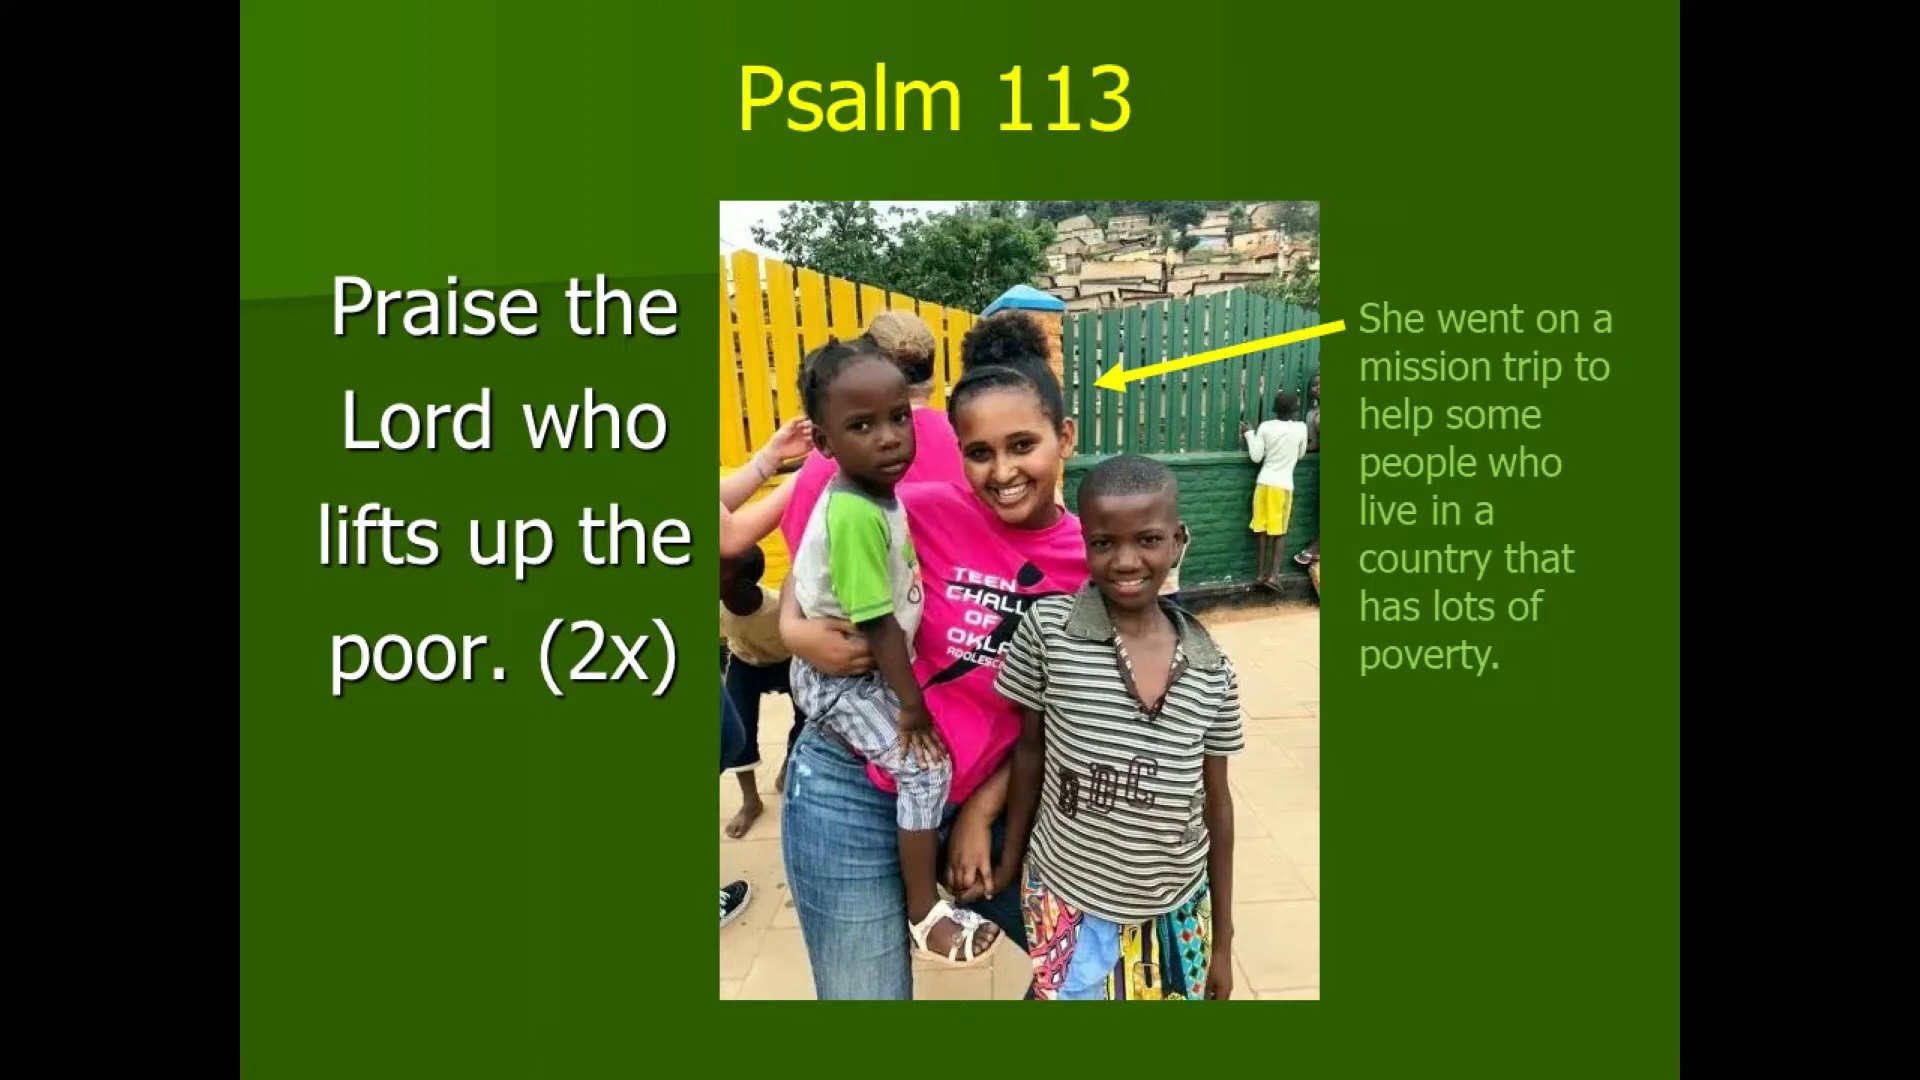 Psalm 113
Praise the
Lord who
lifts up the
poor. (2x)
She went on a
mission trip to
help some
people who
live in a
country that
has lots of
poverty.
TEEN
OF